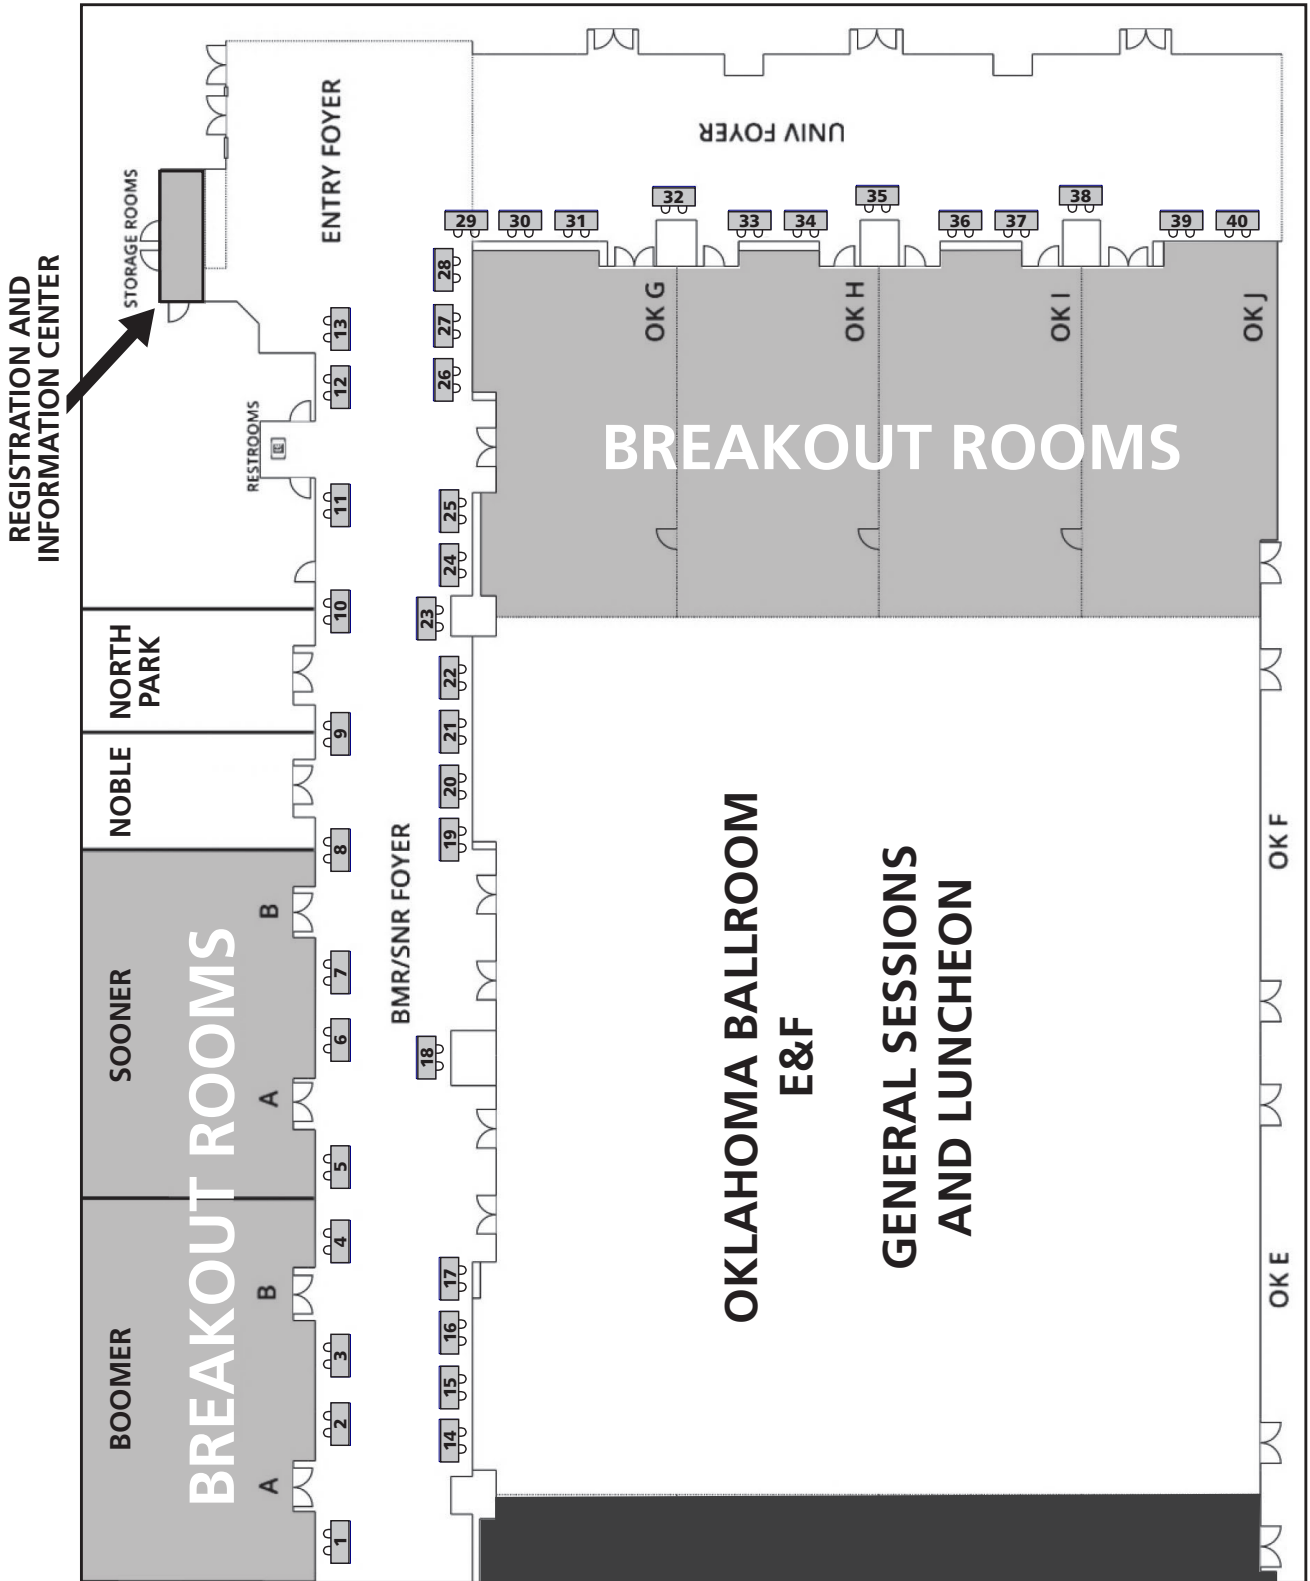 REGISTRATION AND
INFORMATION CENTER
STORAGE ROOMS
ENTRY FOYER
UNIV FOYER
RESTROOMS
29
30
31
32
33
34
35
36
37
38
39
40
28
27
26
25
24
23
22
21
20
19
18
17
16
15
14
13
12
11
10
9
8
7
6
5
4
3
2
1
OK G
OK H
OK I
OK J
BREAKOUT ROOMS
NORTH
PARK
NOBLE
SOONER
B
A
BOOMER
B
A
BREAKOUT ROOMS
BMR/SNR FOYER
OKLAHOMA BALLROOM
E&F
GENERAL SESSIONS
AND LUNCHEON
OK F
OK E